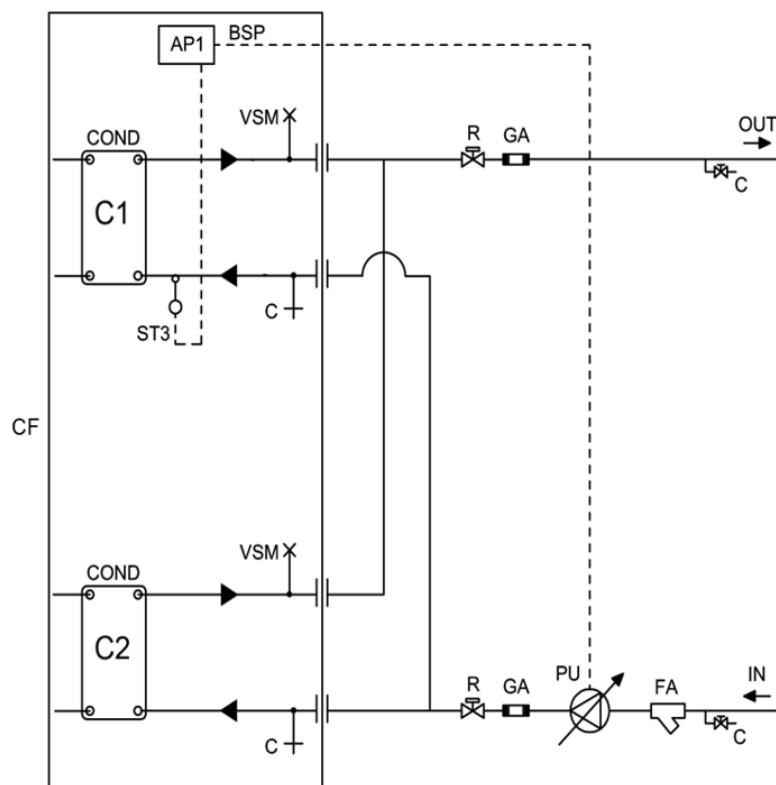 AP1 BSP
VSM R GA OUT
COND
C1 C
ST3 C
CF
VSM
COND
C2 PU FA IN
R GA
C C